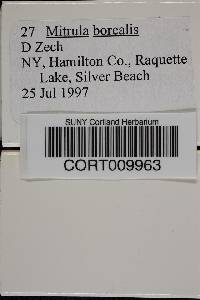 27 Mitrula borealis
D Zech
NY, Hamilton Co., Raquette
Lake, Silver Beach
25 Jul 1997
SUNY Cortland Herbarium
CORT009963